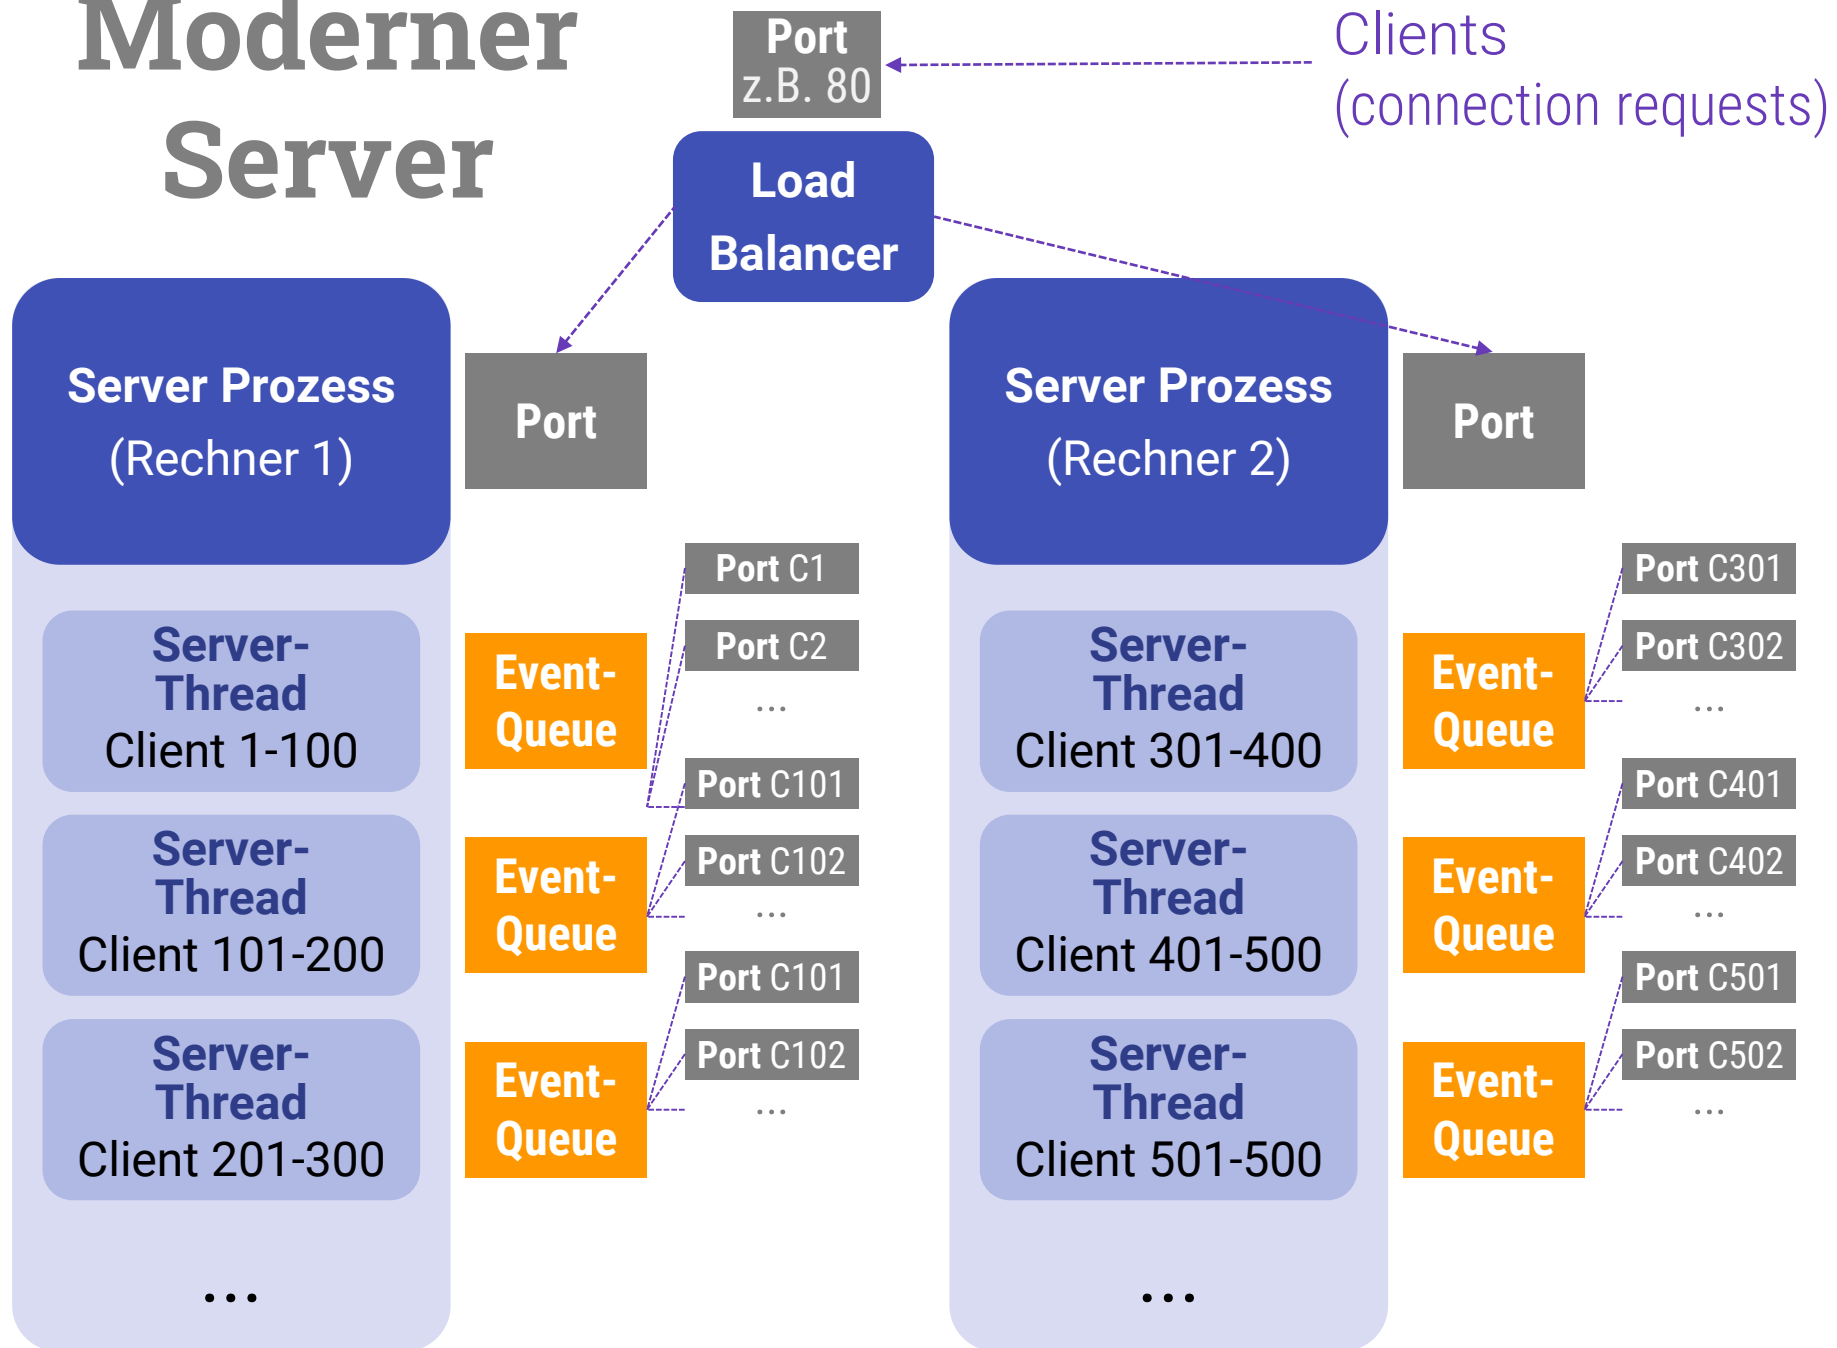 Moderner
Server
Port
z.B. 80
Clients
(connection requests)
Load
Balancer
Server Prozess
(Rechner 1)
Port
Server-
Thread
Client 1-100
Event-
Queue
Port C1
Port C2
...
Server-
Thread
Client 101-200
Event-
Queue
Port C101
Port C102
...
Server-
Thread
Client 201-300
Event-
Queue
Port C101
Port C102
...
...
Server Prozess
(Rechner 2)
Port
Server-
Thread
Client 301-400
Event-
Queue
Port C301
Port C302
...
Server-
Thread
Client 401-500
Event-
Queue
Port C401
Port C402
...
Server-
Thread
Client 501-500
Event-
Queue
Port C501
Port C502
...
...